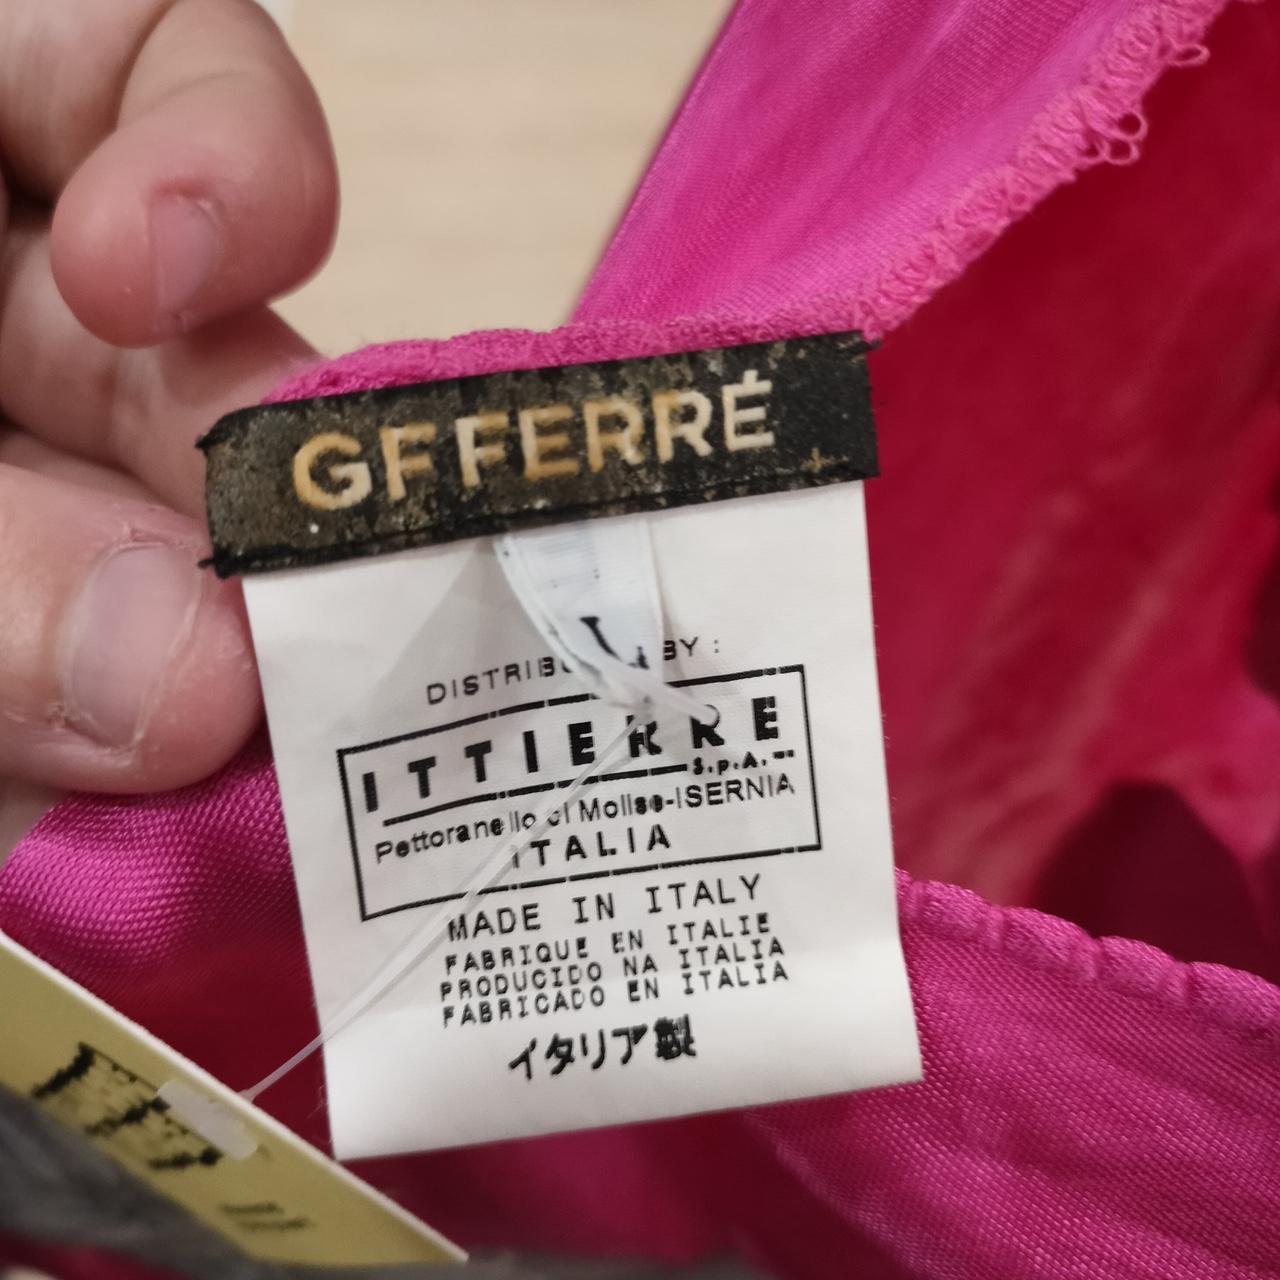 GFFERRÉ
L
DISTRIBUTED BY :
ITTIERRE
S.p.A.
Pettoranello di Molise-ISERNIA
ITALIA
MADE IN ITALY
FABRIQUE EN ITALIE
PRODUCIDO NA ITALIA
FABRICADO EN ITALIA
イタリア製